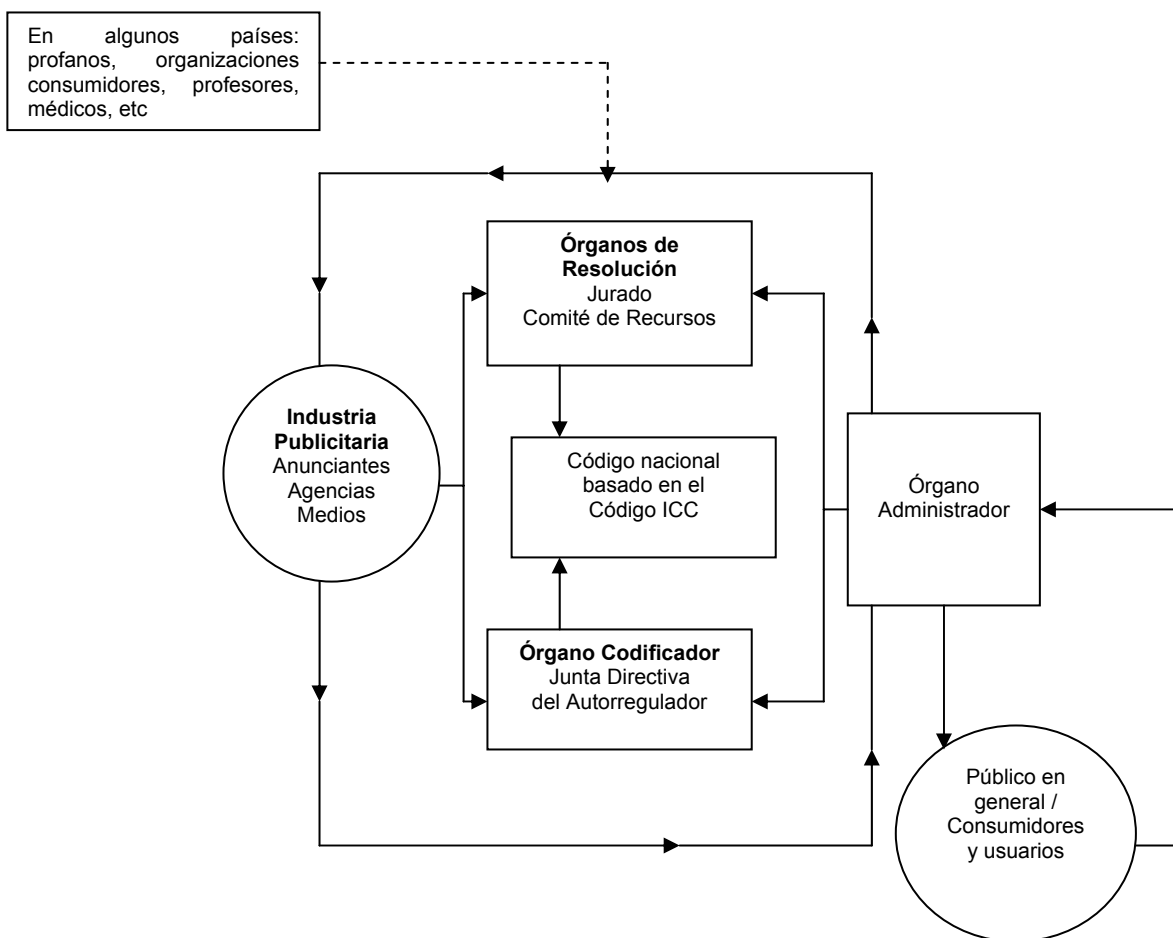 En algunos países:
profanos, organizaciones
consumidores, profesores,
médicos, etc
Órganos de
Resolución
Jurado
Comité de Recursos
Industria
Publicitaria
Anunciantes
Agencias
Medios
Código nacional
basado en el
Código ICC
Órgano
Administrador
Órgano Codificador
Junta Directiva
del Autorregulador
Público en
general /
Consumidores
y usuarios